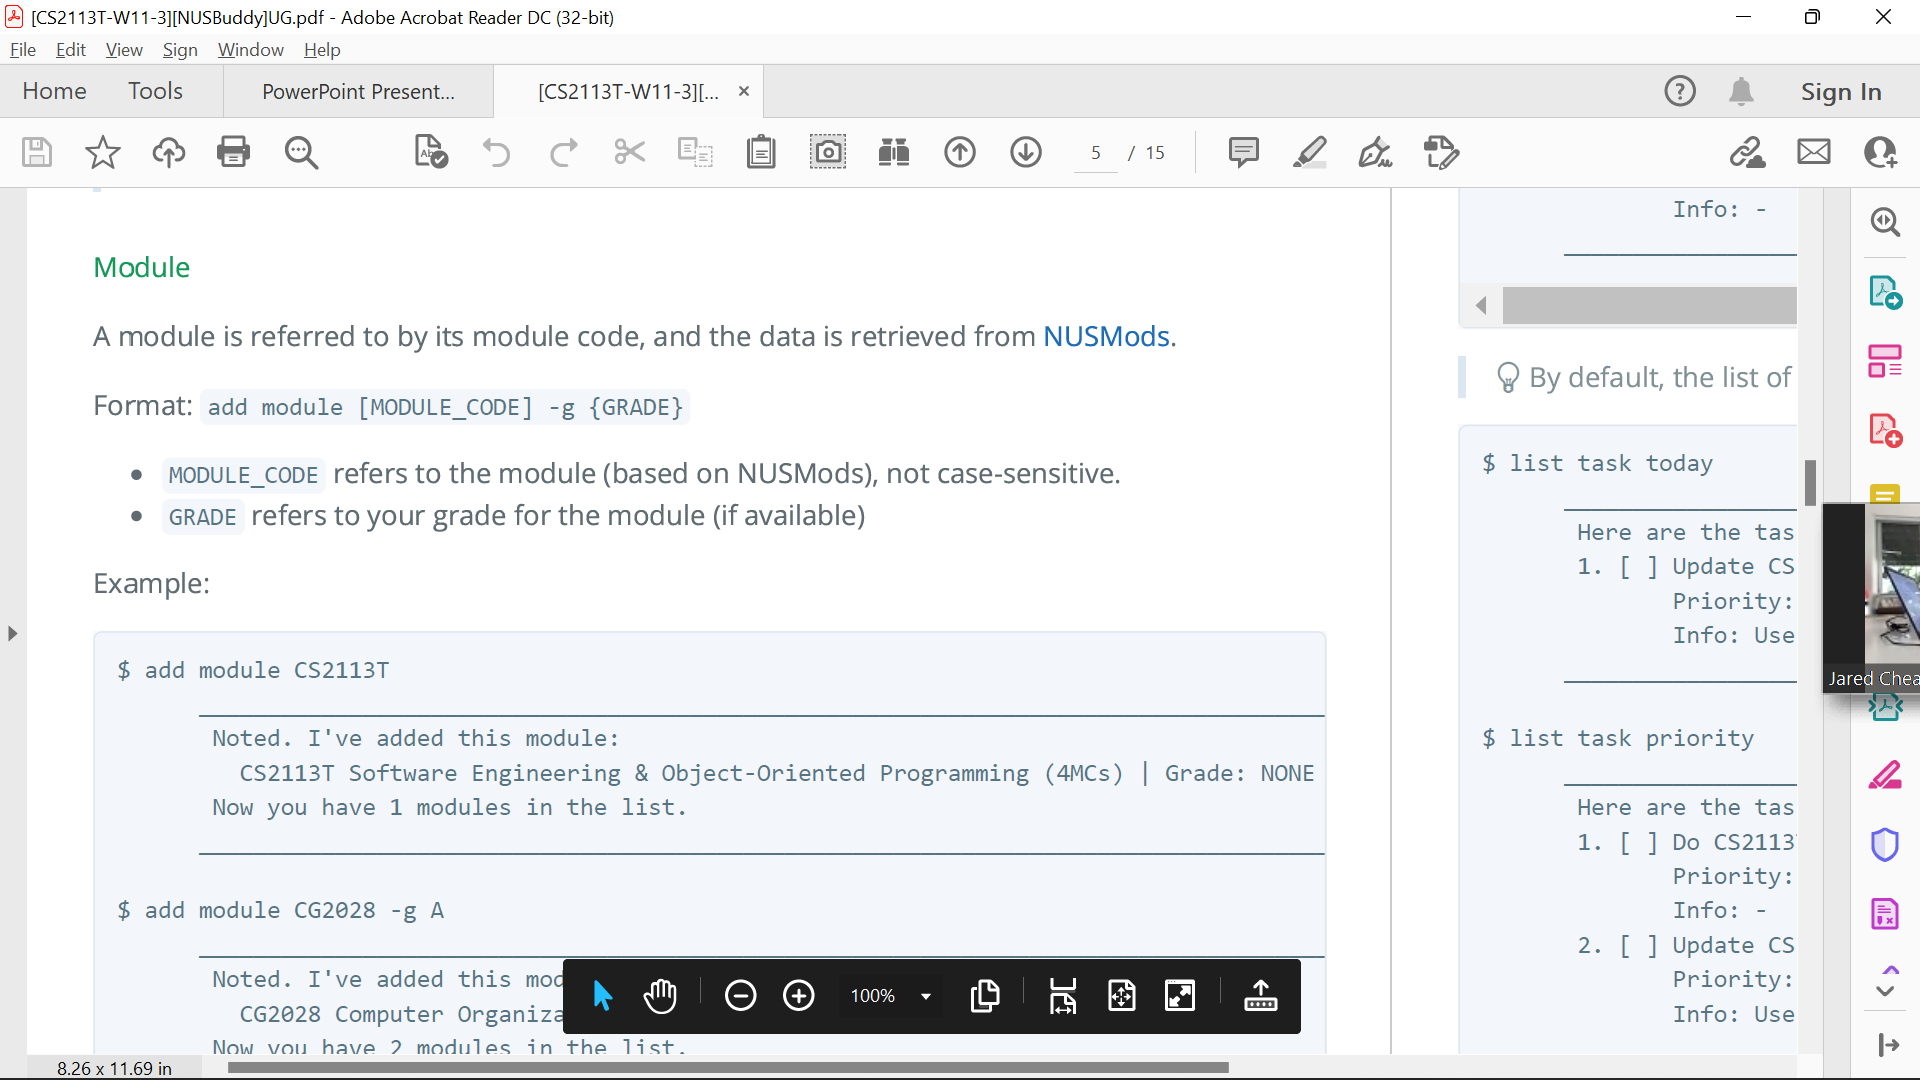 [CS2113T-W11-3][NUSBuddy]UG.pdf - Adobe Acrobat Reader DC (32-bit)
File Edit View Sign Window Help
Home Tools PowerPoint Present... [CS2113T-W11-3][... × Sign In
5 / 15
Module
A module is referred to by its module code, and the data is retrieved from NUSMods.
Format: add module [MODULE_CODE] -g {GRADE}
• MODULE_CODE refers to the module (based on NUSMods), not case-sensitive.
• GRADE refers to your grade for the module (if available)
Example:
$ add module CS2113T
Noted. I've added this module:
CS2113T Software Engineering & Object-Oriented Programming (4MCs) | Grade: NONE
Now you have 1 modules in the list.
$ add module CG2028 -g A
Noted. I've added this mod
CG2028 Computer Organiza
Now you have 2 modules in the list.
Info: -
By default, the list of
$ list task today
Here are the tas
1. [ ] Update CS
Priority:
Info: Use
$ list task priority
Here are the tas
1. [ ] Do CS2113
Priority:
Info: -
2. [ ] Update CS
Priority:
Info: Use
Jared Chea
100%
8.26 x 11.69 in